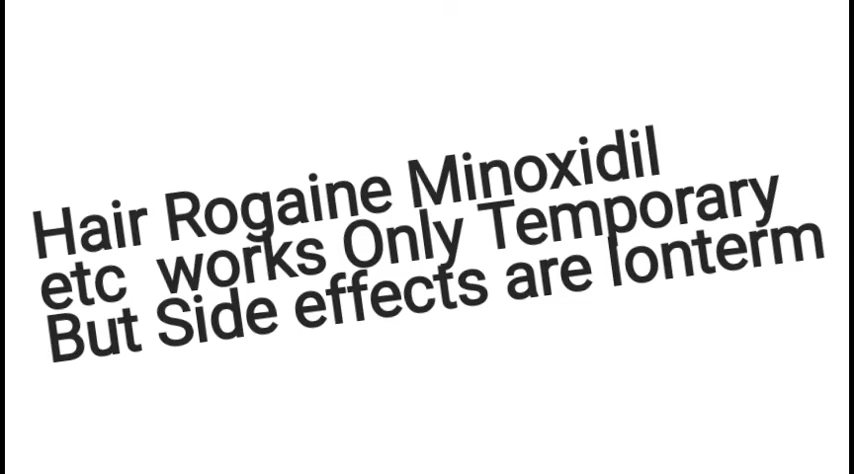 Hair Rogaine Minoxidil
etc works Only Temporary
But Side effects are lonterm